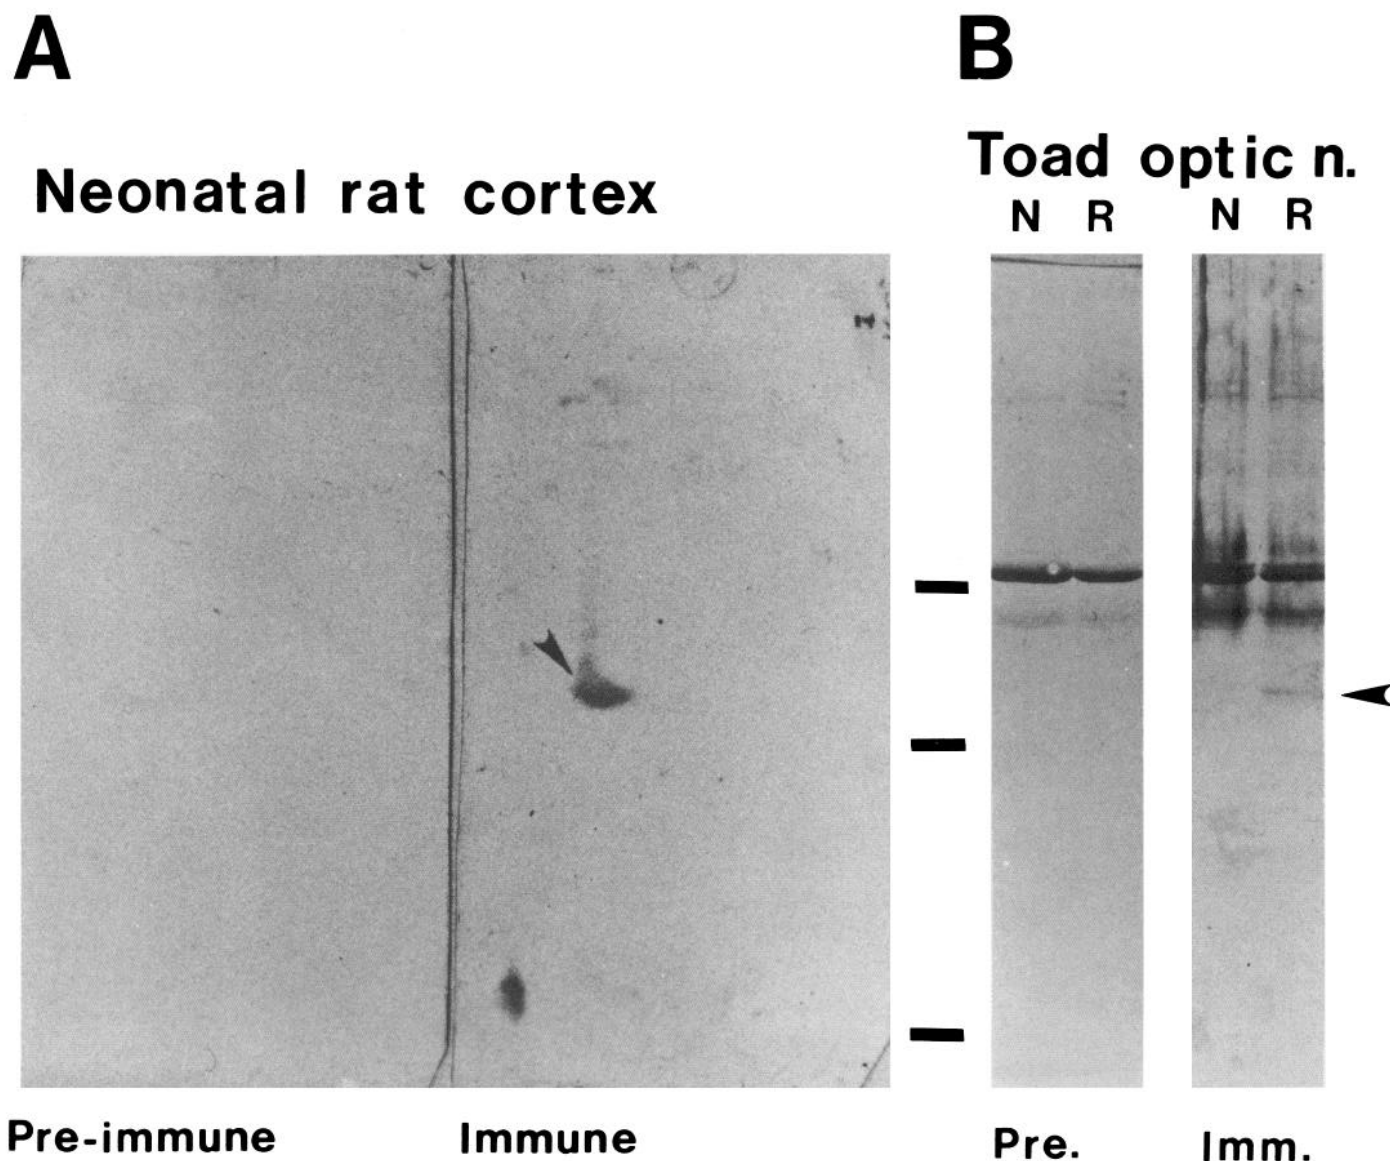 A
B
Neonatal rat cortex
Toad optic n.
N R N R
Pre-immune Immune
Pre. Imm.